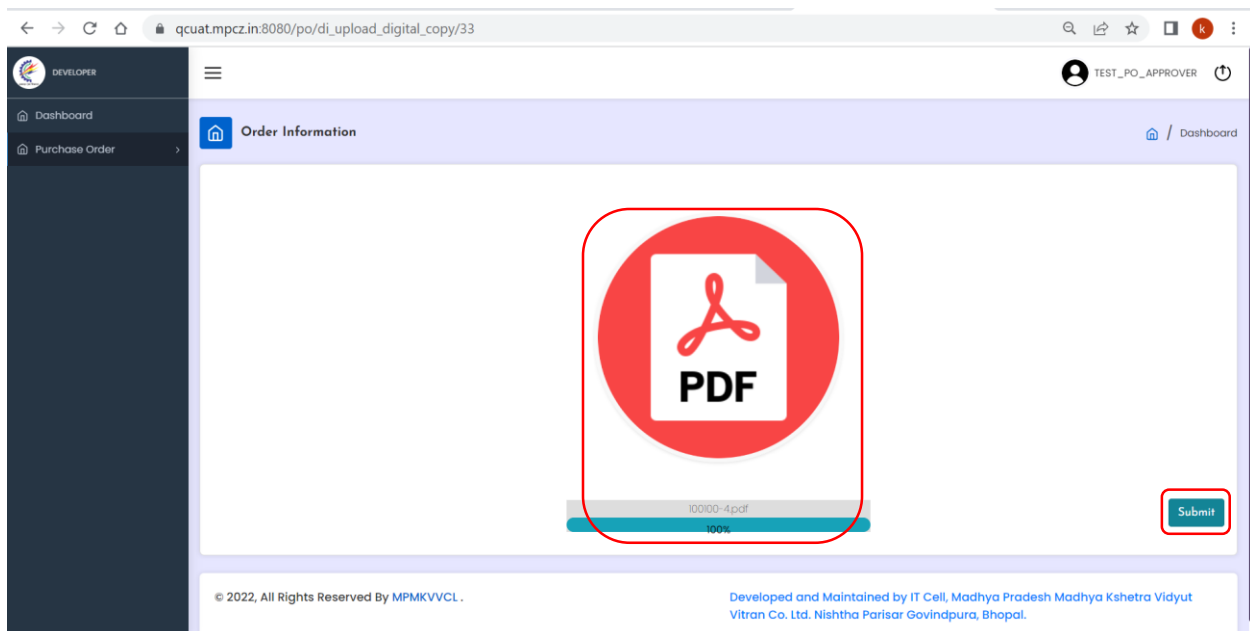 qcuat.mpcz.in:8080/po/di_upload_digital_copy/33
k
DEVELOPER
TEST_PO_APPROVER
Dashboard
Order Information
/ Dashboard
Purchase Order
PDF
100100-4.pdf
100%
Submit
© 2022, All Rights Reserved By MPMKVVCL .
Developed and Maintained by IT Cell, Madhya Pradesh Madhya Kshetra Vidyut
Vitran Co. Ltd. Nishtha Parisar Govindpura, Bhopal.